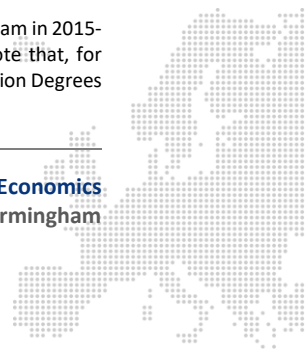 am in 2015-
ote that, for
ion Degrees
Economics
rmingham